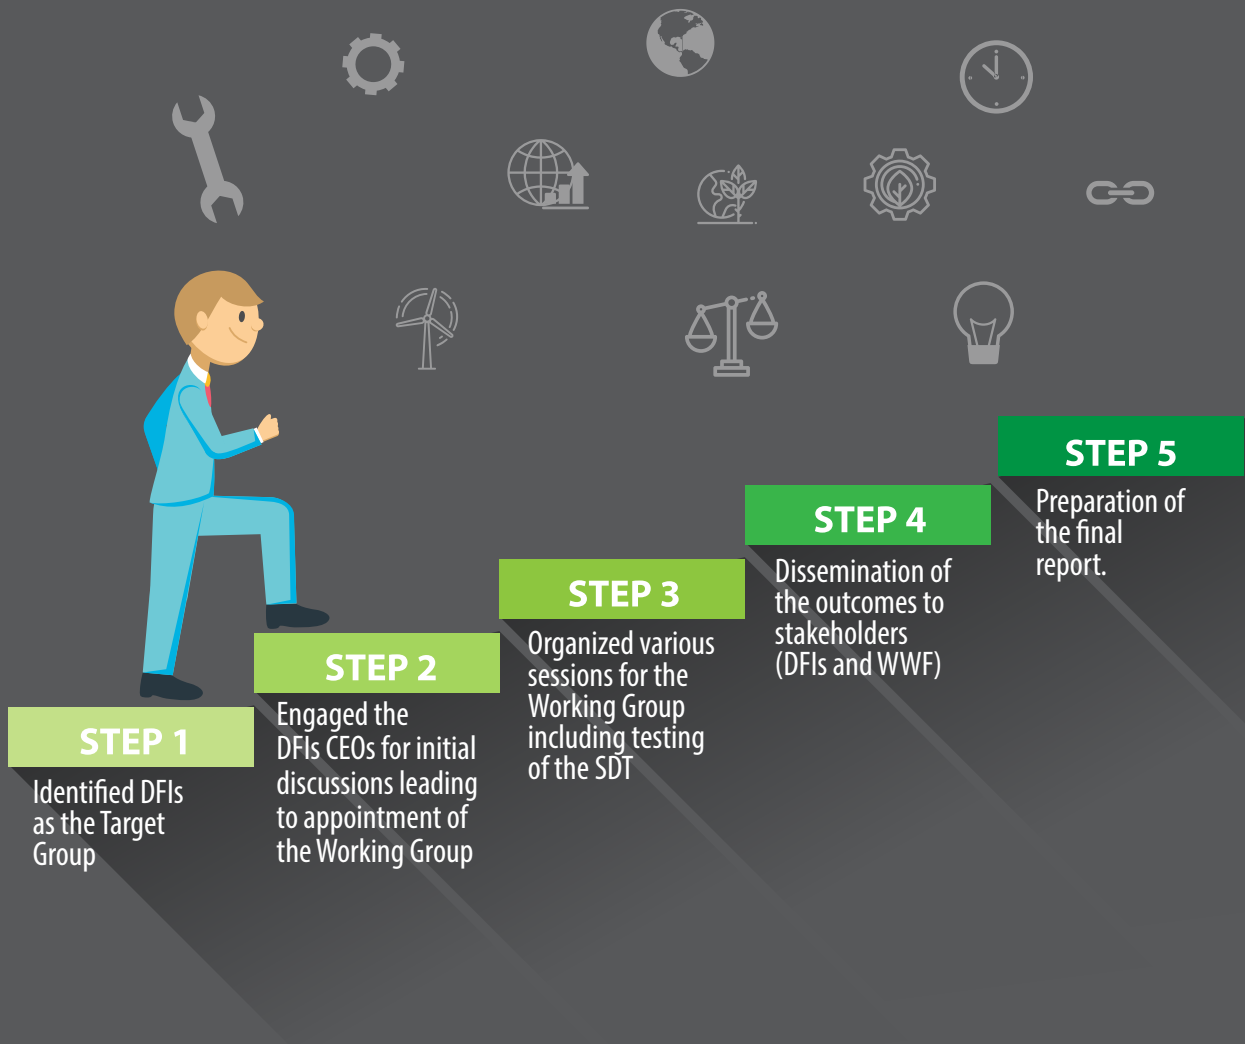 STEP 1
Identified DFIs
as the Target
Group
STEP 2
Engaged the
DFIs CEOs for initial
discussions leading
to appointment of
the Working Group
STEP 3
Organized various
sessions for the
Working Group
including testing
of the SDT
STEP 4
Dissemination of
the outcomes to
stakeholders
(DFIs and WWF)
STEP 5
Preparation of
the final
report.